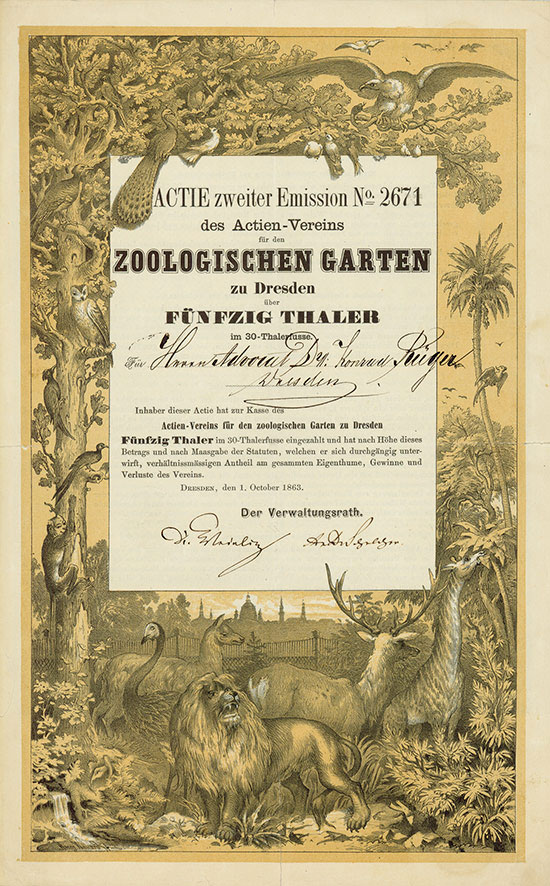 ACTIE zweiter Emission No. 2671
des Actien-Vereins
für den
ZOOLOGISCHEN GARTEN
zu Dresden
über
FÜNFZIG THALER
im 30-Thalerfusse.
Für Herrn Advocat Dr. Konrad Rüger
Dresden
Inhaber dieser Actie hat zur Kasse des
Actien-Vereins für den zoologischen Garten zu Dresden
Fünfzig Thaler im 30-Thalerfusse eingezahlt und hat nach Höhe dieses
Betrags und nach Maasgabe der Statuten, welchen er sich durchgängig unter-
wirft, verhältnissmässigen Antheil am gesammten Eigenthume, Gewinne und
Verluste des Vereins.
DRESDEN, den 1. October 1863.
Der Verwaltungsrath.